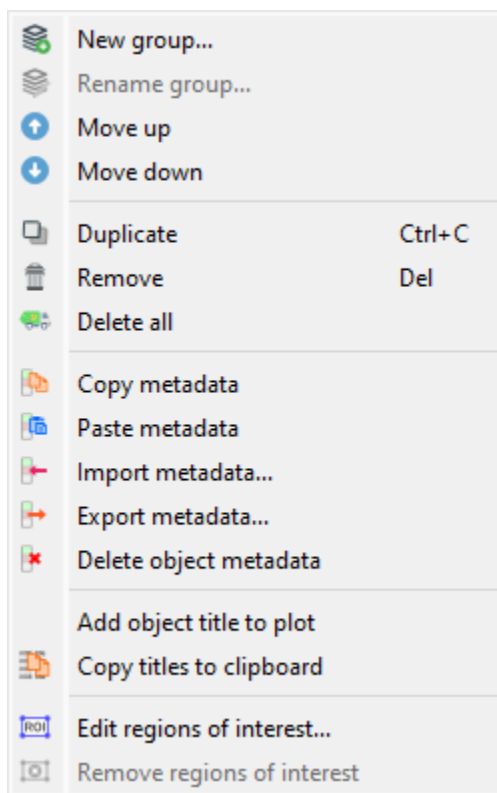 New group...
Rename group...
Move up
Move down
Duplicate Ctrl+C
Remove Del
Delete all
Copy metadata
Paste metadata
Import metadata...
Export metadata...
Delete object metadata
Add object title to plot
Copy titles to clipboard
ROI Edit regions of interest...
Remove regions of interest